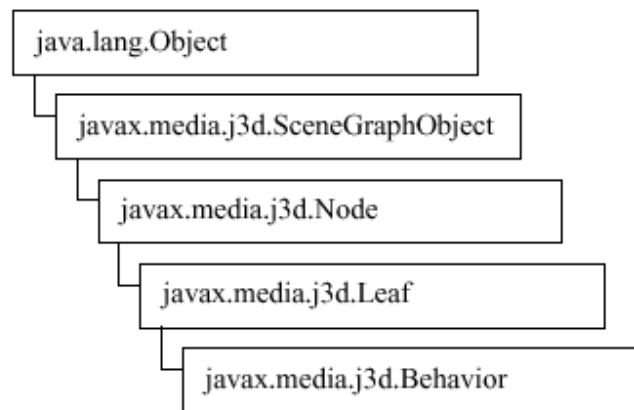 java.lang.Object
javax.media.j3d.SceneGraphObject
javax.media.j3d.Node
javax.media.j3d.Leaf
javax.media.j3d.Behavior